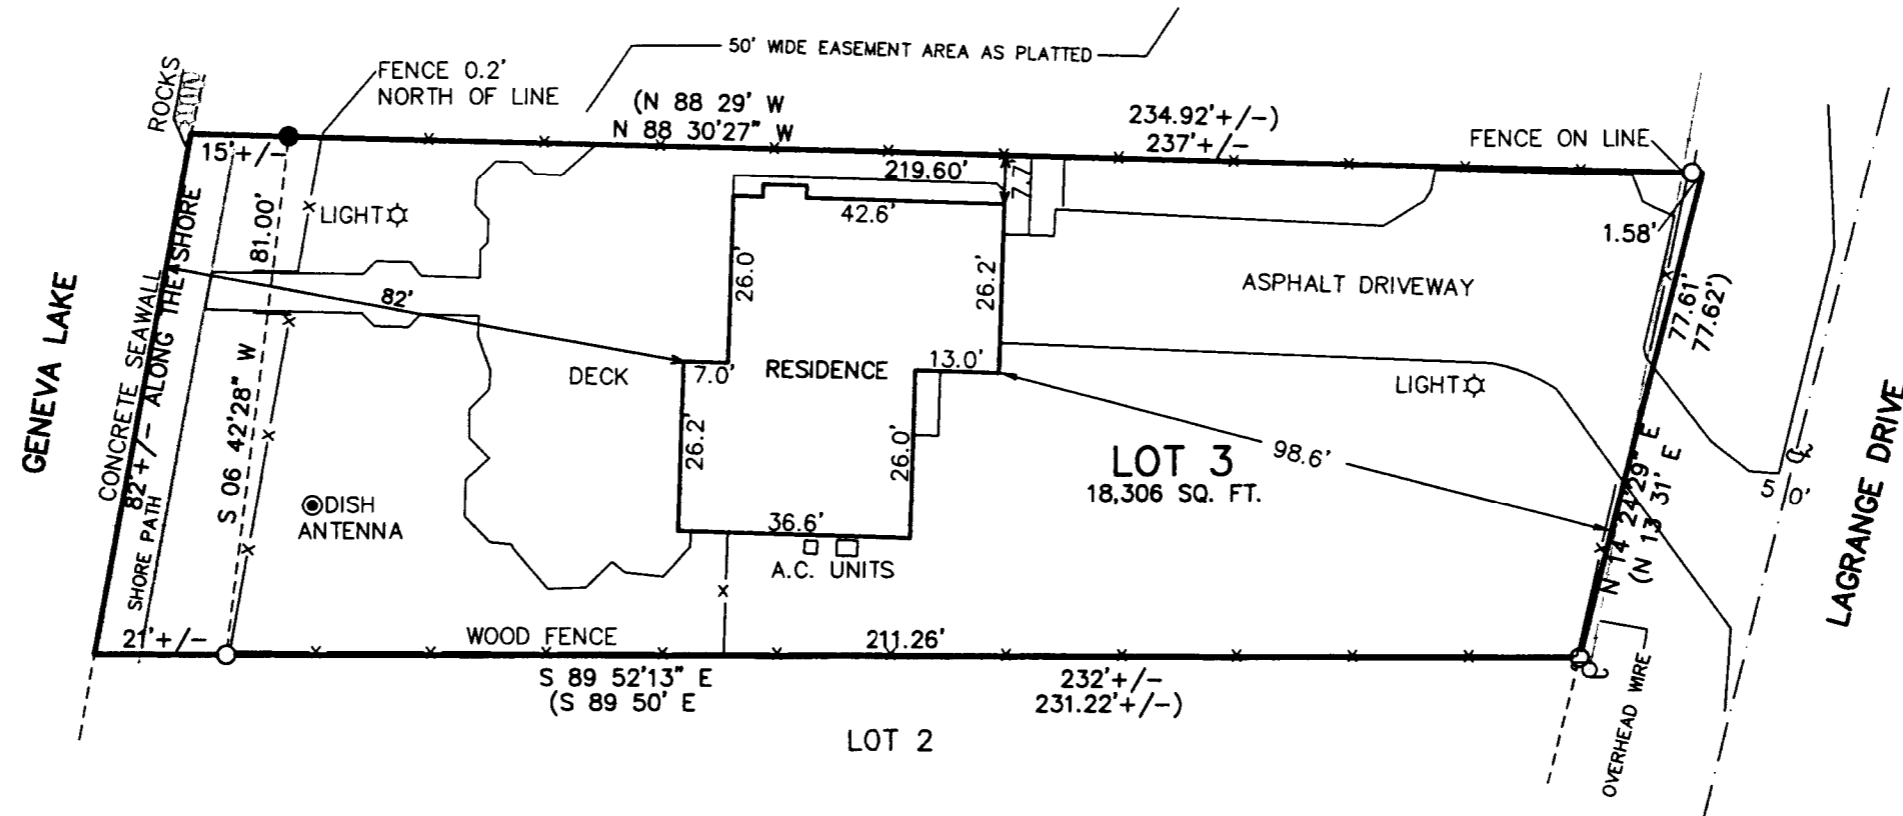 50' WIDE EASEMENT AREA AS PLATTED
ROCKS
FENCE 0.2'
NORTH OF LINE
(N 88 29' W
N 88 30'27" W
234.92'+/-)
237'+/-
FENCE ON LINE
15'+/-
219.60'
7.7'
42.6'
1.58'
LIGHT
81.00'
26.0'
26.2'
ASPHALT DRIVEWAY
77.61'
77.62')
82'
GENEVA LAKE
CONCRETE SEAWALL
82'+/- ALONG THE SHORE
SHORE PATH
S 06 42'28" W
DECK
7.0'
RESIDENCE
13.0'
LIGHT
26.2'
26.0'
98.6'
LOT 3
18,306 SQ. FT.
N 14 24'29" E
(N 13 31' E
50'
LAGRANGE DRIVE
DISH
ANTENNA
36.6'
A.C. UNITS
21'+/-
WOOD FENCE
211.26'
S 89 52'13" E
(S 89 50' E
232'+/-
231.22'+/-)
OVERHEAD WIRE
LOT 2